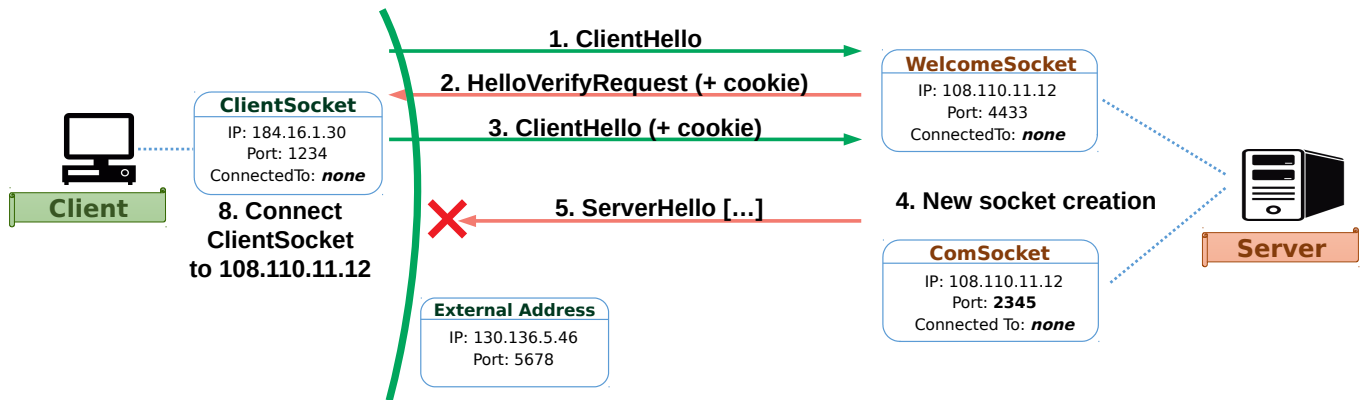 1. ClientHello
2. HelloVerifyRequest (+ cookie)
3. ClientHello (+ cookie)
ClientSocket
IP: 184.16.1.30
Port: 1234
ConnectedTo: none
Client
8. Connect
ClientSocket
to 108.110.11.12
5. ServerHello […]
External Address
IP: 130.136.5.46
Port: 5678
WelcomeSocket
IP: 108.110.11.12
Port: 4433
ConnectedTo: none
4. New socket creation
ComSocket
IP: 108.110.11.12
Port: 2345
Connected To: none
Server